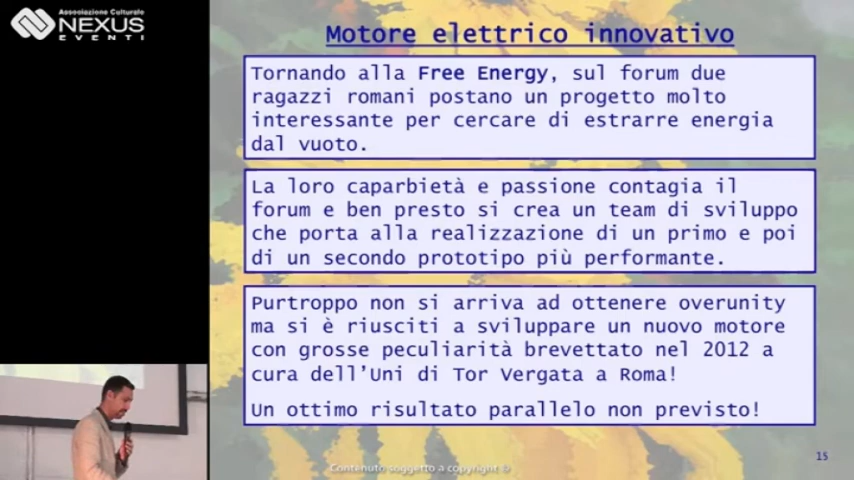 Associazione Culturale
NEXUS
EVENTI
Motore elettrico innovativo
Tornando alla Free Energy, sul forum due
ragazzi romani postano un progetto molto
interessante per cercare di estrarre energia
dal vuoto.
La loro caparbietà e passione contagia il
forum e ben presto si crea un team di sviluppo
che porta alla realizzazione di un primo e poi
di un secondo prototipo più performante.
Purtroppo non si arriva ad ottenere overunity
ma si è riusciti a sviluppare un nuovo motore
con grosse peculiarità brevettato nel 2012 a
cura dell'Uni di Tor Vergata a Roma!
Un ottimo risultato parallelo non previsto!
15
Contenuto soggetto a copyright ©